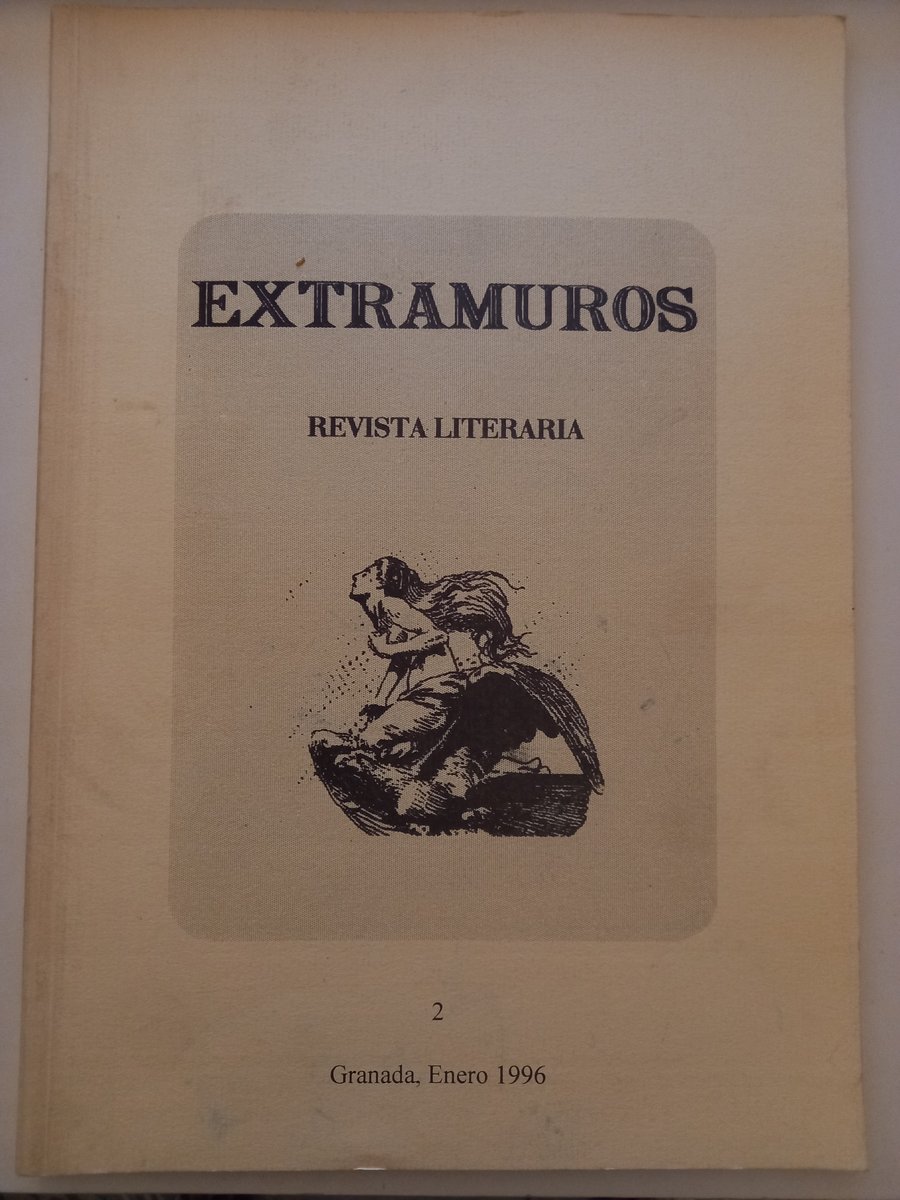 EXTRAMUROS
REVISTA LITERARIA
2
Granada, Enero 1996